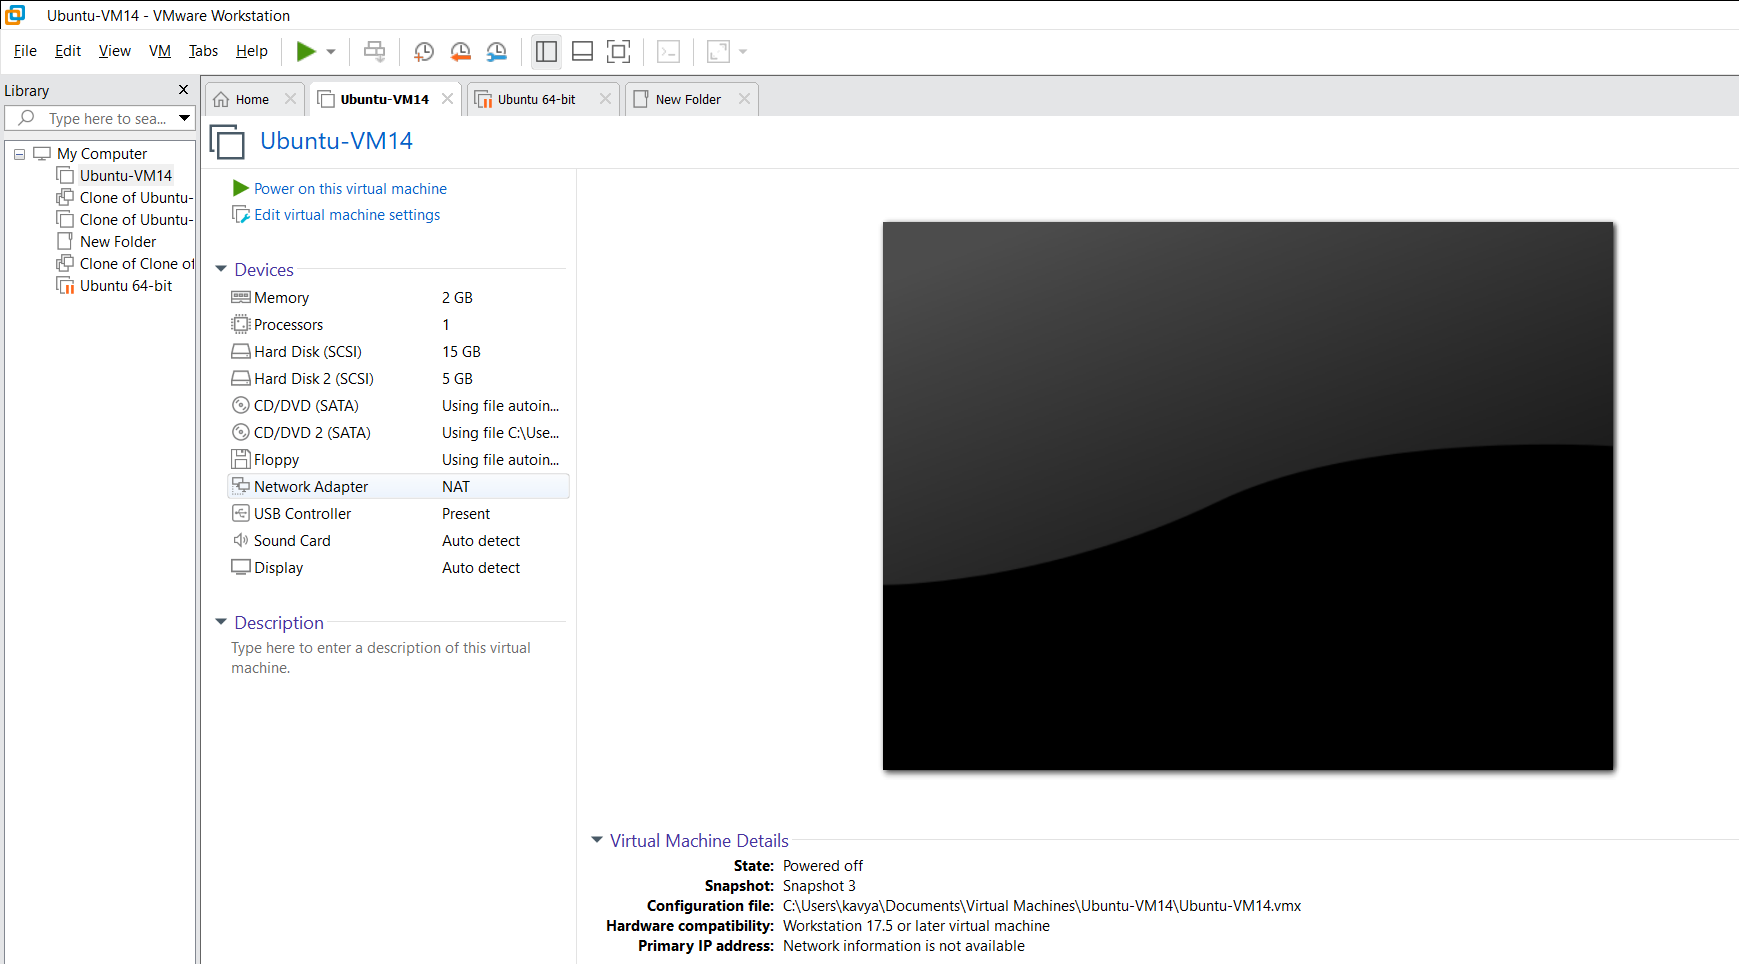 Ubuntu-VM14 - VMware Workstation
File Edit View VM Tabs Help
Library
Type here to sea...
My Computer
Ubuntu-VM14
Clone of Ubuntu-
Clone of Ubuntu-
New Folder
Clone of Clone of
Ubuntu 64-bit
Home
Ubuntu-VM14
Ubuntu 64-bit
New Folder
Ubuntu-VM14
Power on this virtual machine
Edit virtual machine settings
Devices
Memory 2 GB
Processors 1
Hard Disk (SCSI) 15 GB
Hard Disk 2 (SCSI) 5 GB
CD/DVD (SATA) Using file autoin...
CD/DVD 2 (SATA) Using file C:\Use...
Floppy Using file autoin...
Network Adapter NAT
USB Controller Present
Sound Card Auto detect
Display Auto detect
Description
Type here to enter a description of this virtual
machine.
Virtual Machine Details
State: Powered off
Snapshot: Snapshot 3
Configuration file: C:\Users\kavya\Documents\Virtual Machines\Ubuntu-VM14\Ubuntu-VM14.vmx
Hardware compatibility: Workstation 17.5 or later virtual machine
Primary IP address: Network information is not available